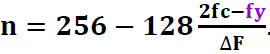 n = 256 − 128 (2fc−fy)/ΔF.